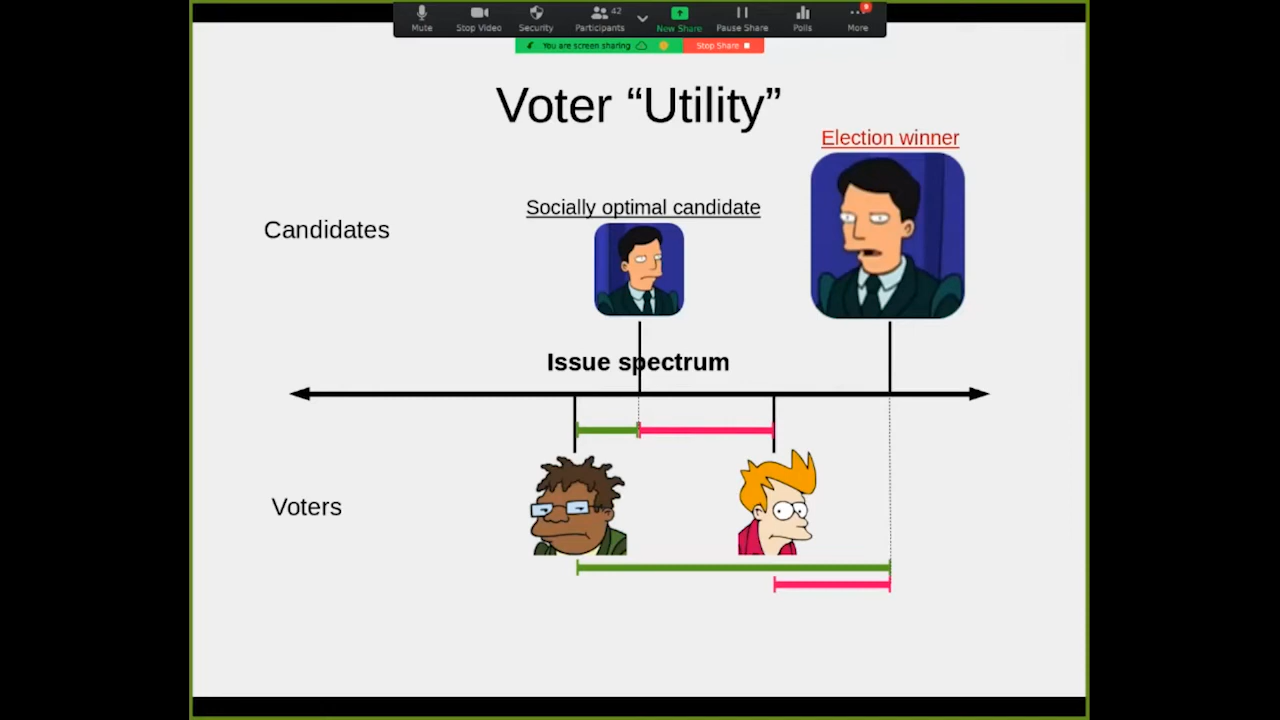 Mute
Stop Video
Security
Participants
42
New Share
Pause Share
Polls
More
You are screen sharing
Stop Share
Voter “Utility”
Election winner
Socially optimal candidate
Candidates
Issue spectrum
Voters